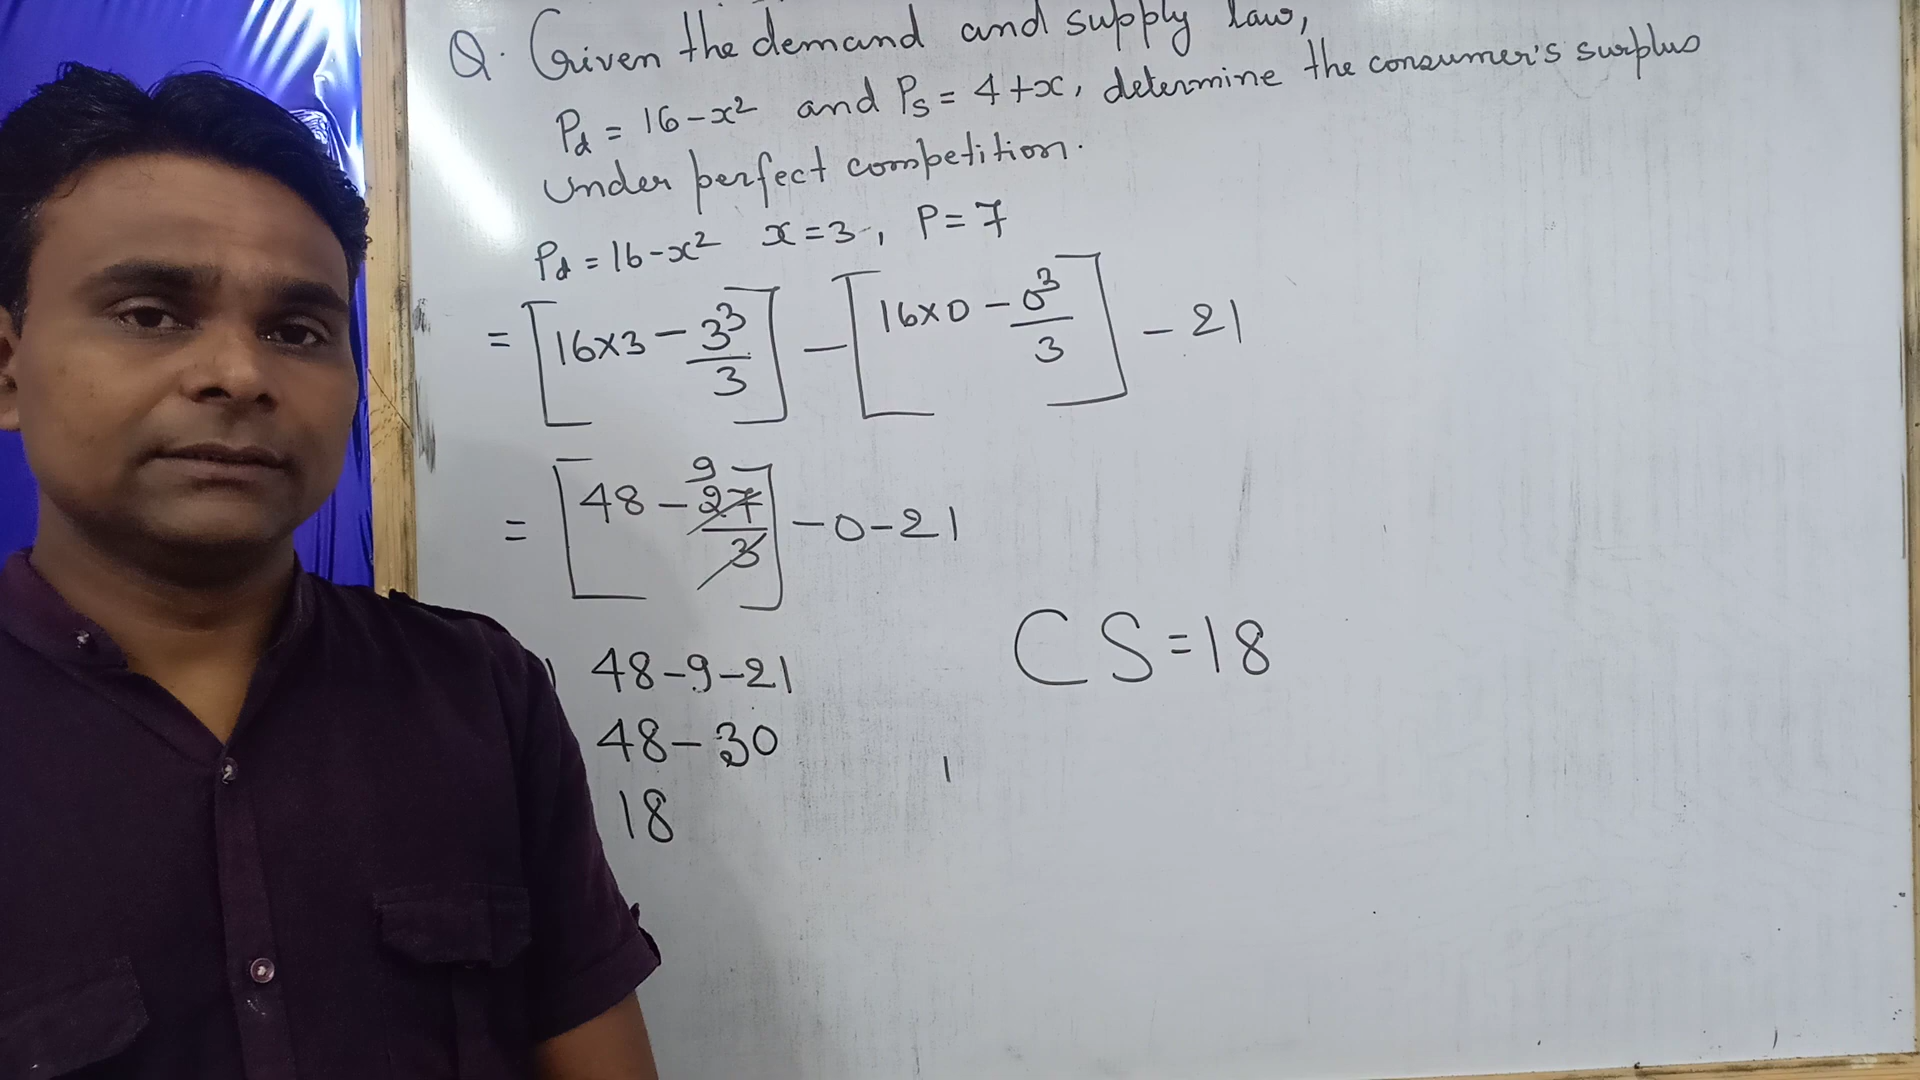 Q. Given the demand and supply law,
Pd = 16-x² and Ps = 4+x, determine the consumer's surplus
under perfect competition.
Pd = 16-x² x=3, P=7
= [16×3 - 3³/3] - [16×0 - 0³/3] - 21
= [48 - 27/3 9] - 0 - 21
48-9-21
48-30
18
CS=18